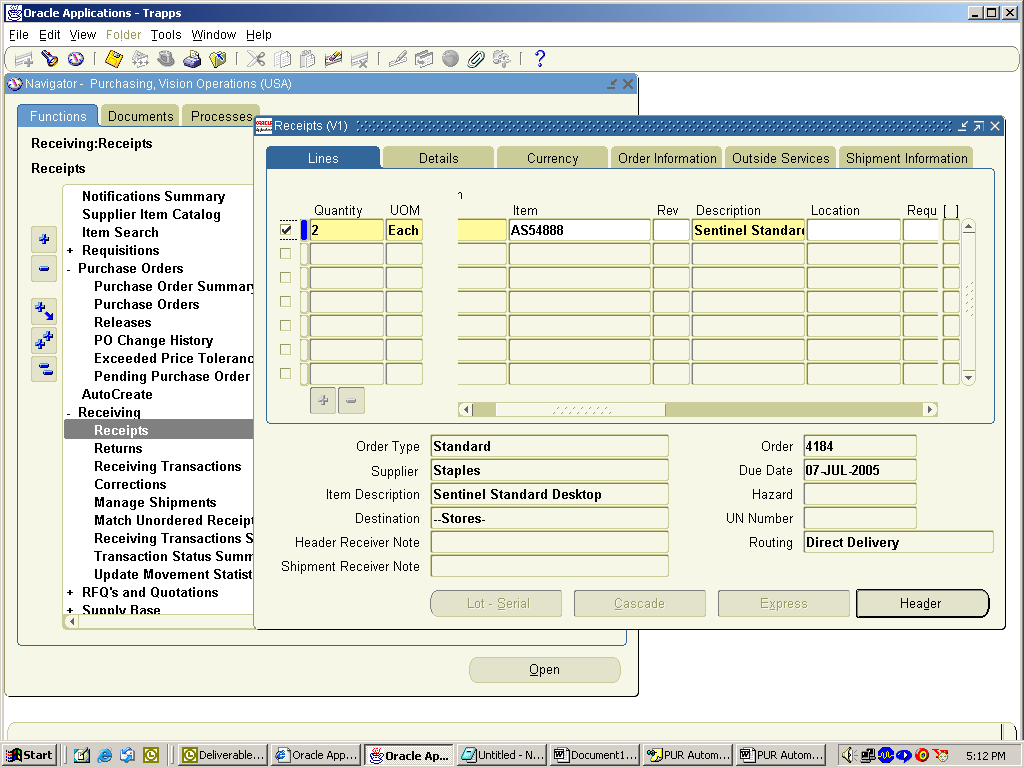 Oracle Applications - Trapps
File Edit View Folder Tools Window Help
Navigator - Purchasing, Vision Operations (USA)
Functions Documents Processes
Receiving:Receipts
Receipts
Notifications Summary
Supplier Item Catalog
Item Search
+ Requisitions
- Purchase Orders
Purchase Order Summary
Purchase Orders
Releases
PO Change History
Exceeded Price Toleranc
Pending Purchase Order
AutoCreate
- Receiving
Receipts
Returns
Receiving Transactions
Corrections
Manage Shipments
Match Unordered Receipt
Receiving Transactions S
Transaction Status Summ
Update Movement Statist
+ RFQ's and Quotations
+ Supply Base
Open
Receipts (V1)
Lines Details Currency Order Information Outside Services Shipment Information
Quantity UOM Item Rev Description Location Requ [ ]
2 Each AS54888 Sentinel Standard
Order Type Standard Order 4184
Supplier Staples Due Date 07-JUL-2005
Item Description Sentinel Standard Desktop Hazard
Destination --Stores- UN Number
Header Receiver Note Routing Direct Delivery
Shipment Receiver Note
Lot - Serial Cascade Express Header
Start Deliverable... Oracle App... Oracle Ap... Untitled - N... Document1... PUR Autom... PUR Autom... 5:12 PM